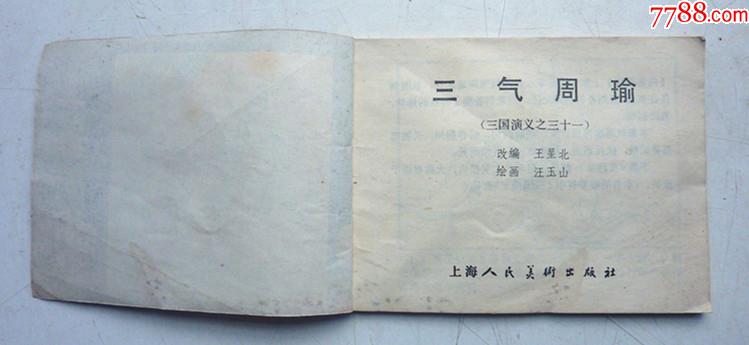 7788.com
三气周瑜
(三国演义之三十一)
改编 王星北
绘画 汪玉山
上海人民美術出版社